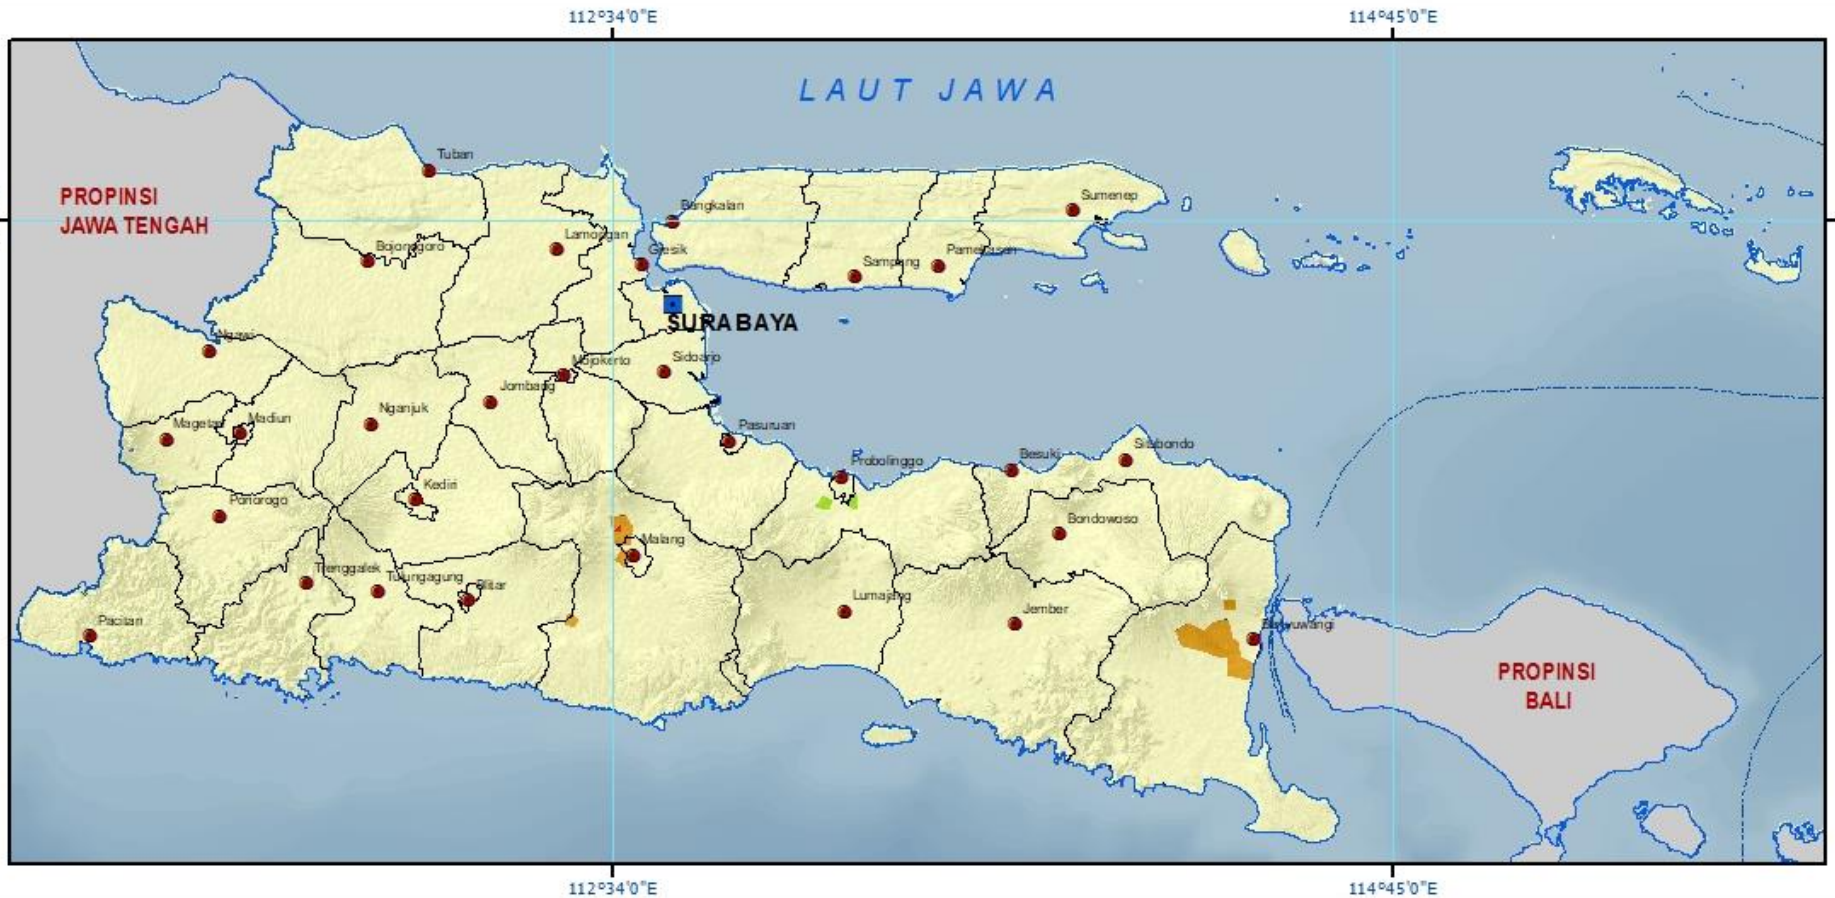 112°34'0"E
114°45'0"E
LAUT JAWA
Tuban
PROPINSI
JAWA TENGAH
Bangkalan
Sumenep
Lamongan
Bojonegoro
Gresik
Sampang
Pamekasan
SURABAYA
Ngawi
Mojokerto
Sidoarjo
Jombang
Nganjuk
Magetan
Madiun
Pasuruan
Situbondo
Besuki
Probolinggo
Kediri
Ponorogo
Bondowoso
Malang
Trenggalek
Tulungagung
Blitar
Lumajang
Jember
Pacitan
Banyuwangi
PROPINSI
BALI
112°34'0"E
114°45'0"E